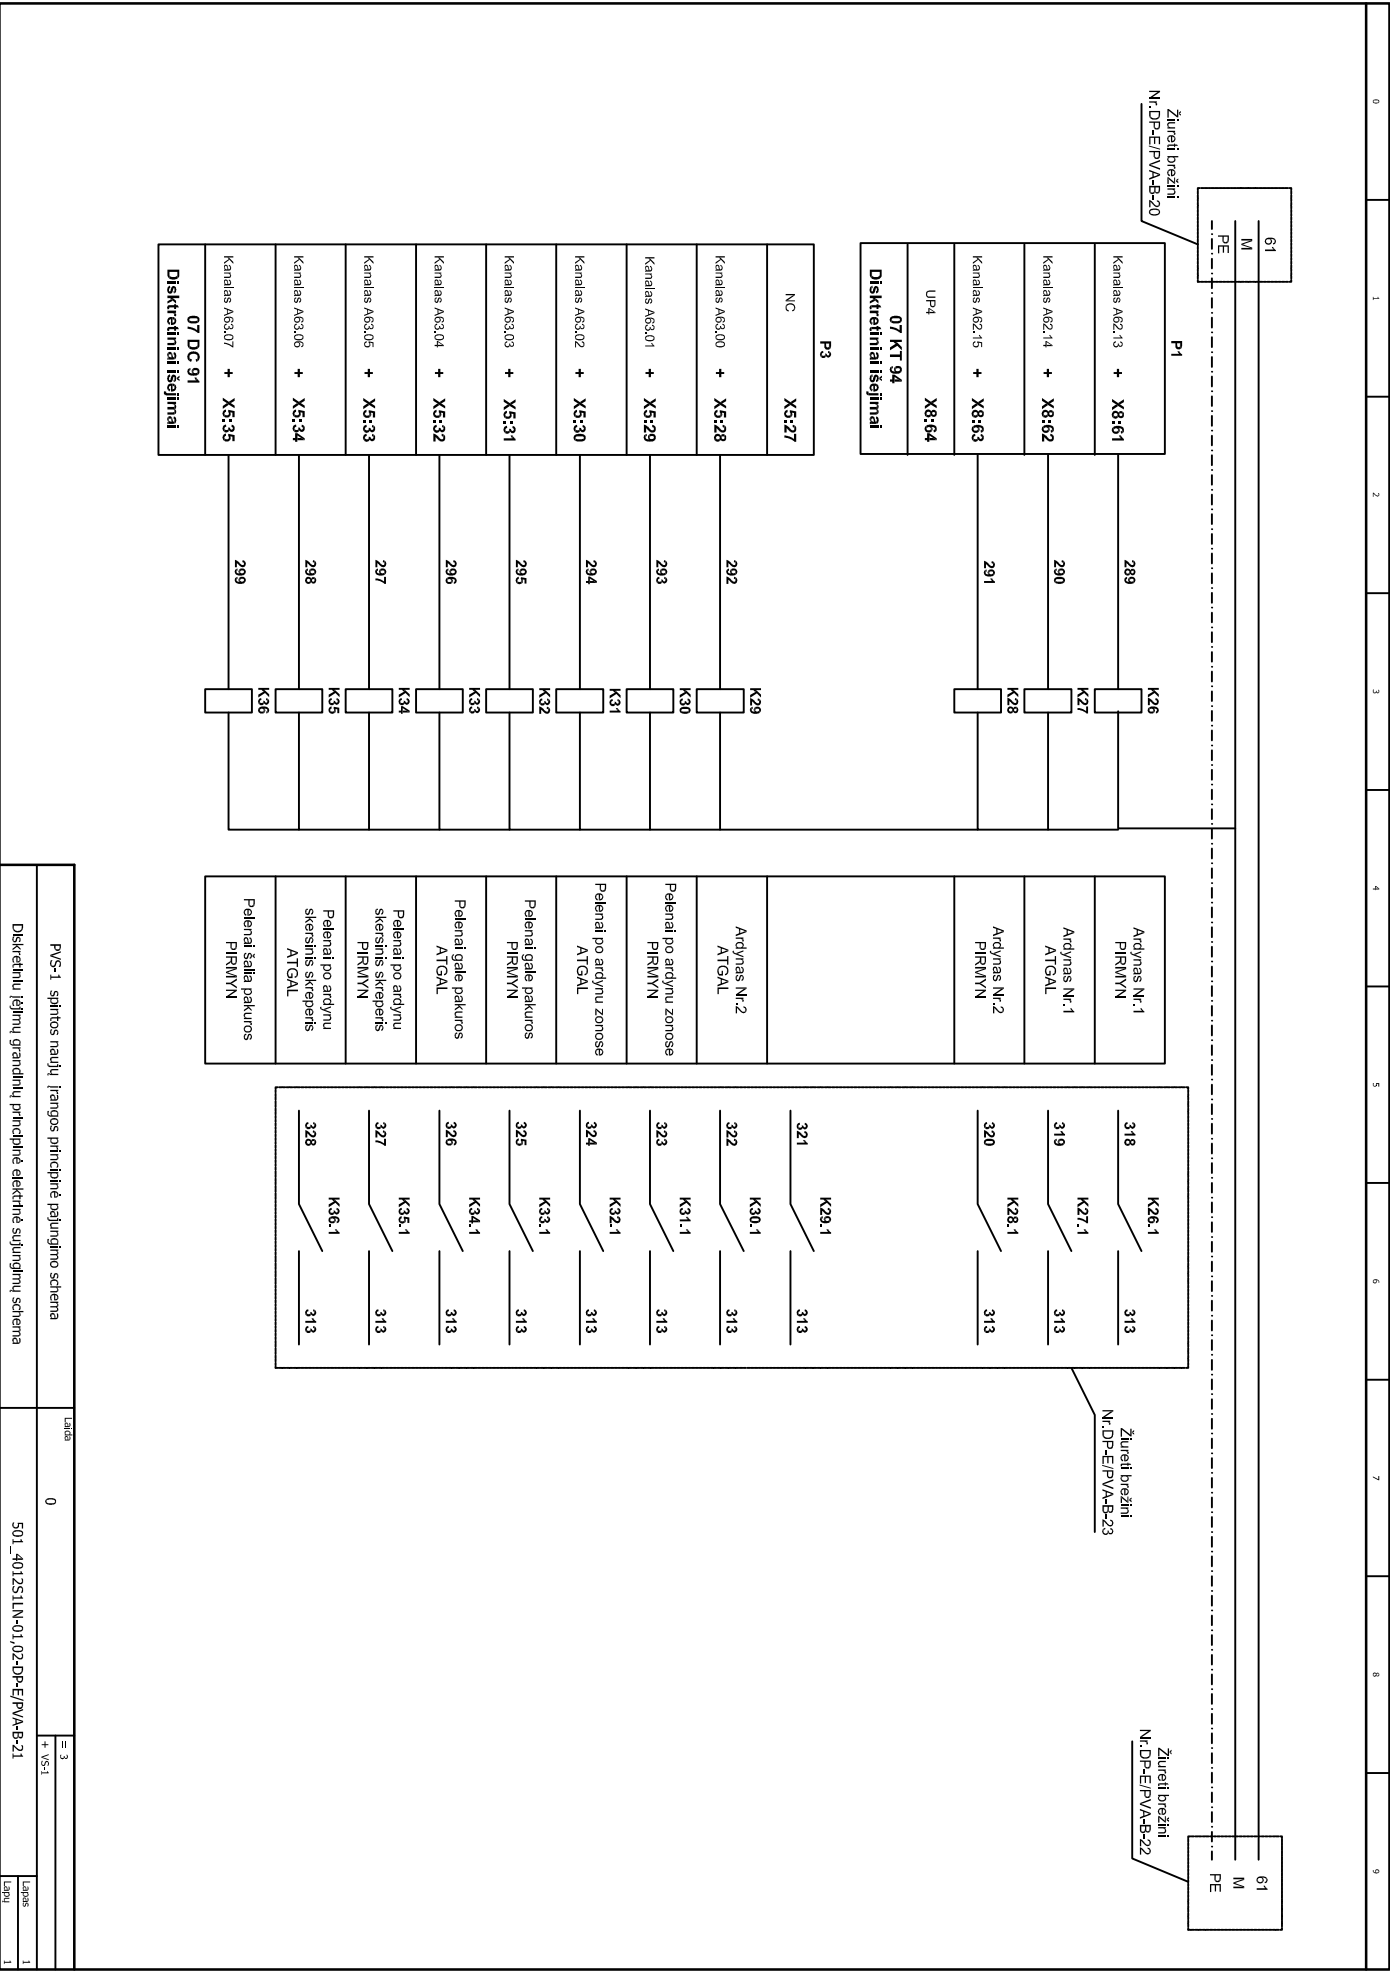 0 1 2 3 4 5 6 7 8 9
61
M
PE
Žiureti brežini
Nr.DP-E/PVA-B-20
61
M
PE
Žiureti brežini
Nr.DP-E/PVA-B-22
P1
Kanalas A62.13 + X8:61
289
K26
Ardynas Nr.1
PIRMYN
318
K26.1
313
Kanalas A62.14 + X8:62
290
K27
Ardynas Nr.1
ATGAL
319
K27.1
313
Kanalas A62.15 + X8:63
291
K28
Ardynas Nr.2
PIRMYN
320
K28.1
313
UP4 X8:64
07 KT 94
Disktretiniai išejimai
Žiureti brežini
Nr.DP-E/PVA-B-23
P3
NC X5:27
321
K29.1
313
Kanalas A63.00 + X5:28
292
K29
Ardynas Nr.2
ATGAL
322
K30.1
313
Kanalas A63.01 + X5:29
293
K30
Pelenai po ardynu zonose
PIRMYN
323
K31.1
313
Kanalas A63.02 + X5:30
294
K31
Pelenai po ardynu zonose
ATGAL
324
K32.1
313
Kanalas A63.03 + X5:31
295
K32
Pelenai gale pakuros
PIRMYN
325
K33.1
313
Kanalas A63.04 + X5:32
296
K33
Pelenai gale pakuros
ATGAL
326
K34.1
313
Kanalas A63.05 + X5:33
297
K34
Pelenai po ardynu
skersinis skreperis
PIRMYN
327
K35.1
313
Kanalas A63.06 + X5:34
298
K35
Pelenai po ardynu
skersinis skreperis
ATGAL
328
K36.1
313
Kanalas A63.07 + X5:35
299
K36
Pelenai šalia pakuros
PIRMYN
07 DC 91
Disktretiniai išejimai
PVS-1 spintos naujų įrangos principinė pajungimo schema
Diskretinių įėjimų grandinių principinė elektrinė sujungimų schema
Laida
0
501_4012S1LN-01,02-DP-E/PVA-B-21
= 3
+ VS-1
Lapas 1
Lapų 1